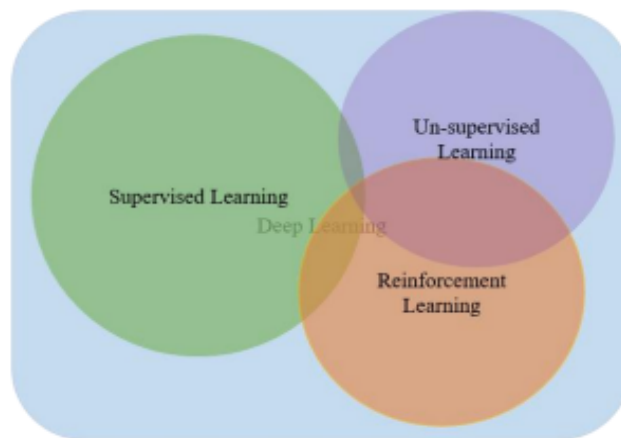 Un-supervised
Learning
Supervised Learning
Deep Learning
Reinforcement
Learning